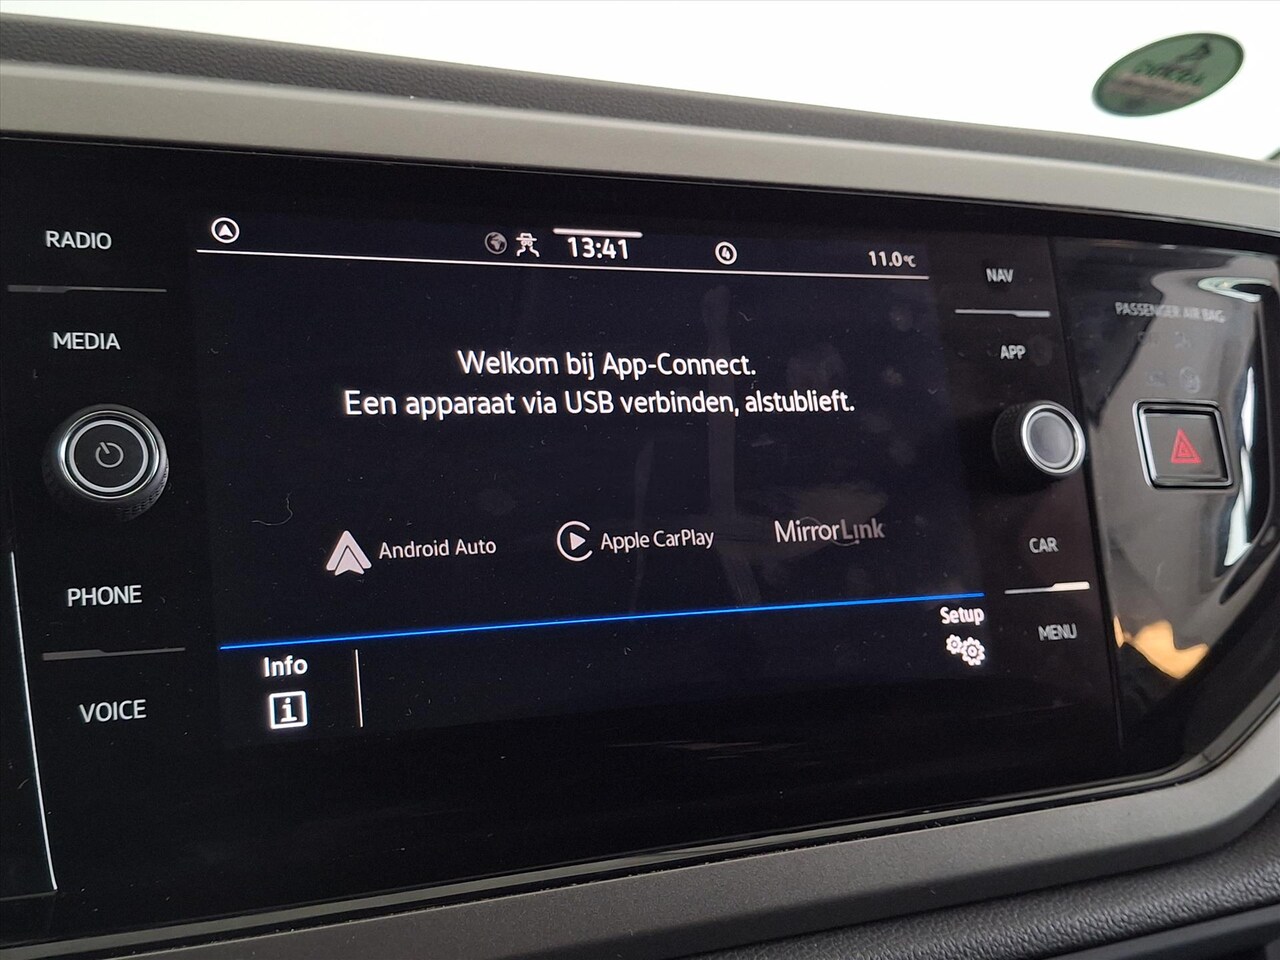 RADIO
MEDIA
PHONE
VOICE
13:41
4
11.0°C
Welkom bij App-Connect.
Een apparaat via USB verbinden, alstublieft.
Android Auto
Apple CarPlay
MirrorLink
Info
Setup
NAV
APP
CAR
MENU
PASSENGER AIR BAG